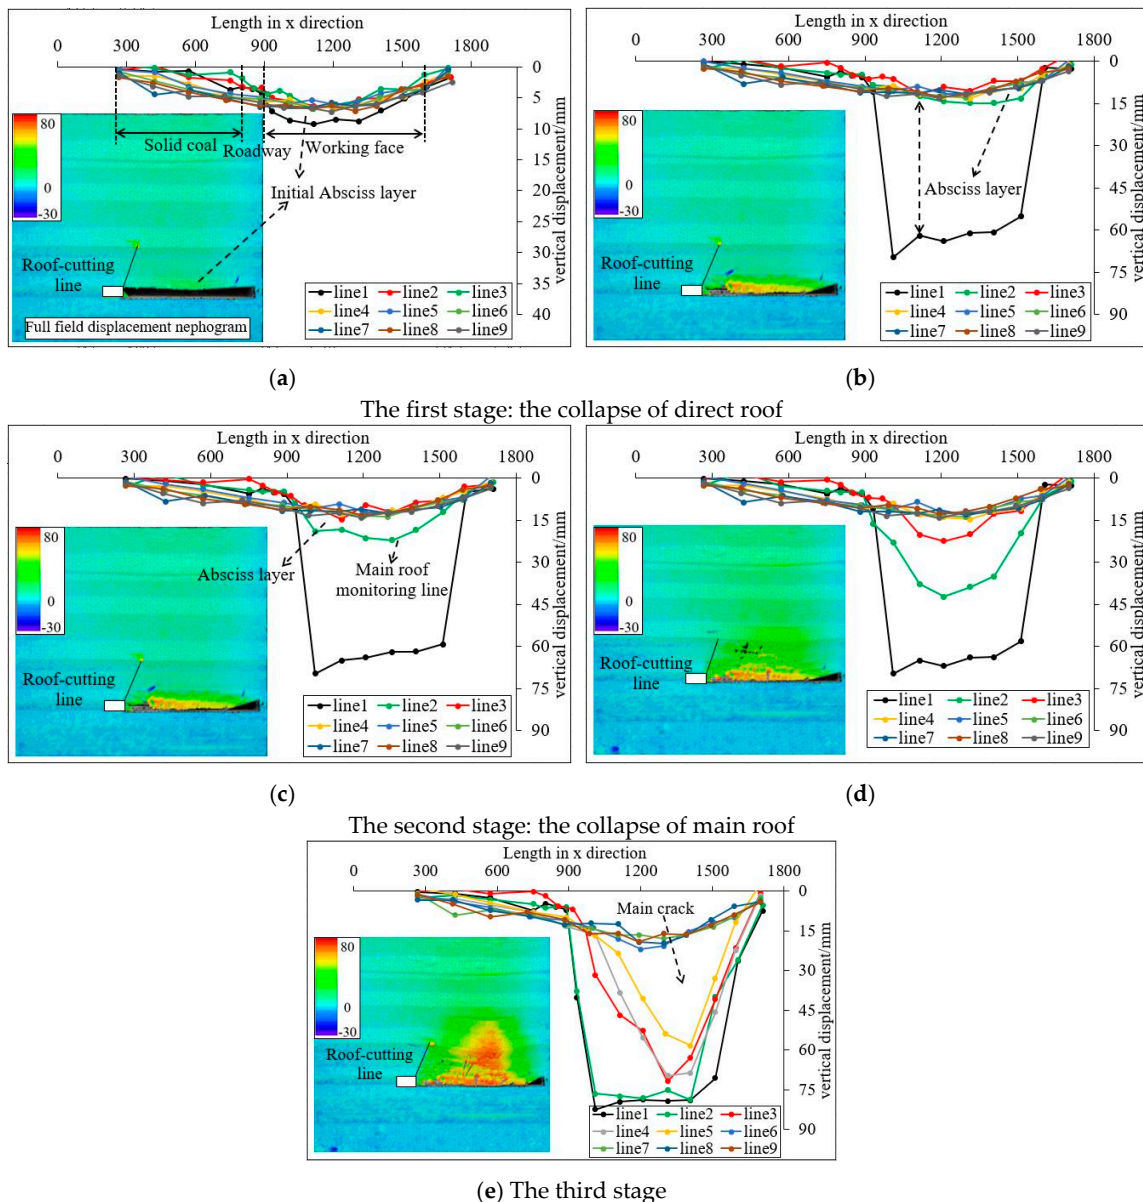 Length in x direction
0 300 600 900 1200 1500 1800
0
5
10
15
20
25
30
35
40
vertical displacement/mm
80
0
-30
Solid coal
Roadway
Working face
Initial Absciss layer
Roof-cutting
line
Full field displacement nephogram
line1 line2 line3
line4 line5 line6
line7 line8 line9
(a)
Length in x direction
0 300 600 900 1200 1500 1800
0
15
30
45
60
75
90
vertical displacement/mm
80
0
-30
Absciss layer
Roof-cutting
line
line1 line2 line3
line4 line5 line6
line7 line8 line9
(b)
The first stage: the collapse of direct roof
Length in x direction
0 300 600 900 1200 1500 1800
0
15
30
45
60
75
90
vertical displacement/mm
80
0
-30
Absciss layer
Main roof
monitoring line
Roof-cutting
line
line1 line2 line3
line4 line5 line6
line7 line8 line9
(c)
Length in x direction
0 300 600 900 1200 1500 1800
0
15
30
45
60
75
90
vertical displacement/mm
80
0
-30
Roof-cutting
line
line1 line2 line3
line4 line5 line6
line7 line8 line9
(d)
The second stage: the collapse of main roof
Length in x direction
0 300 600 900 1200 1500 1800
0
15
30
45
60
75
90
vertical displacement/mm
Main crack
80
0
-30
Roof-cutting
line
line1 line2 line3
line4 line5 line6
line7 line8 line9
(e) The third stage